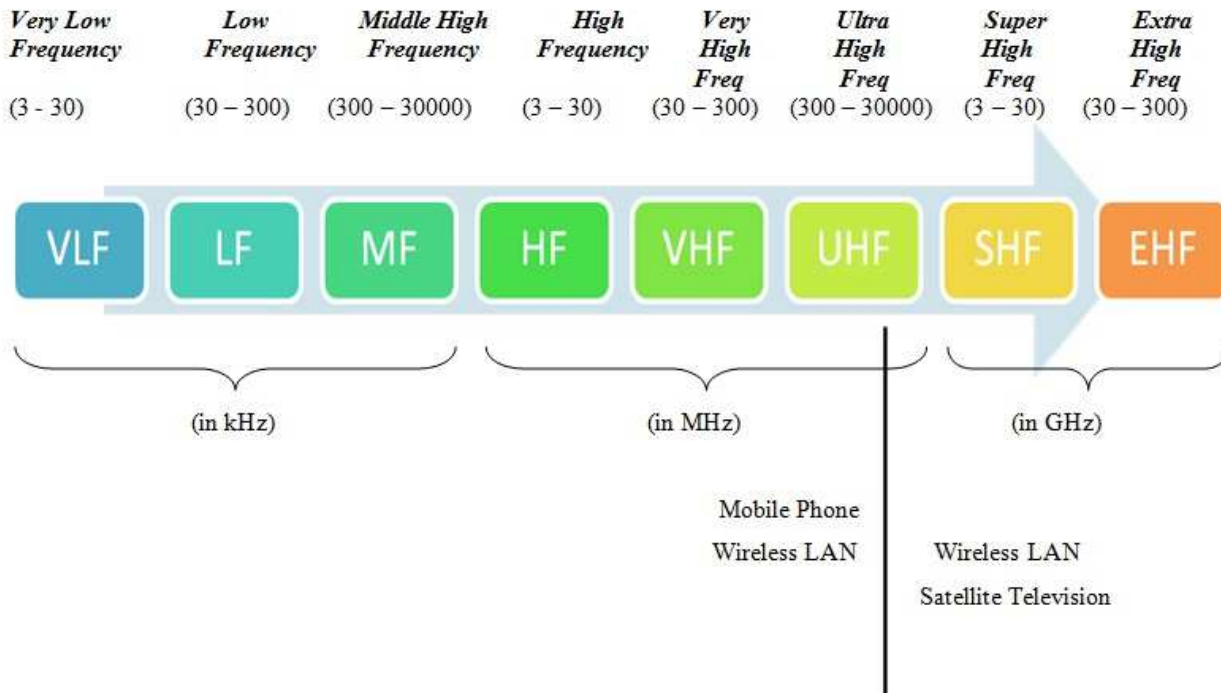 Very Low
Frequency
Low
Frequency
Middle High
Frequency
High
Frequency
Very
High
Freq
Ultra
High
Freq
Super
High
Freq
Extra
High
Freq
(3 - 30)
(30 – 300)
(300 – 30000)
(3 – 30)
(30 – 300)
(300 – 30000)
(3 – 30)
(30 – 300)
VLF
LF
MF
HF
VHF
UHF
SHF
EHF
(in kHz)
(in MHz)
(in GHz)
Mobile Phone
Wireless LAN
Wireless LAN
Satellite Television